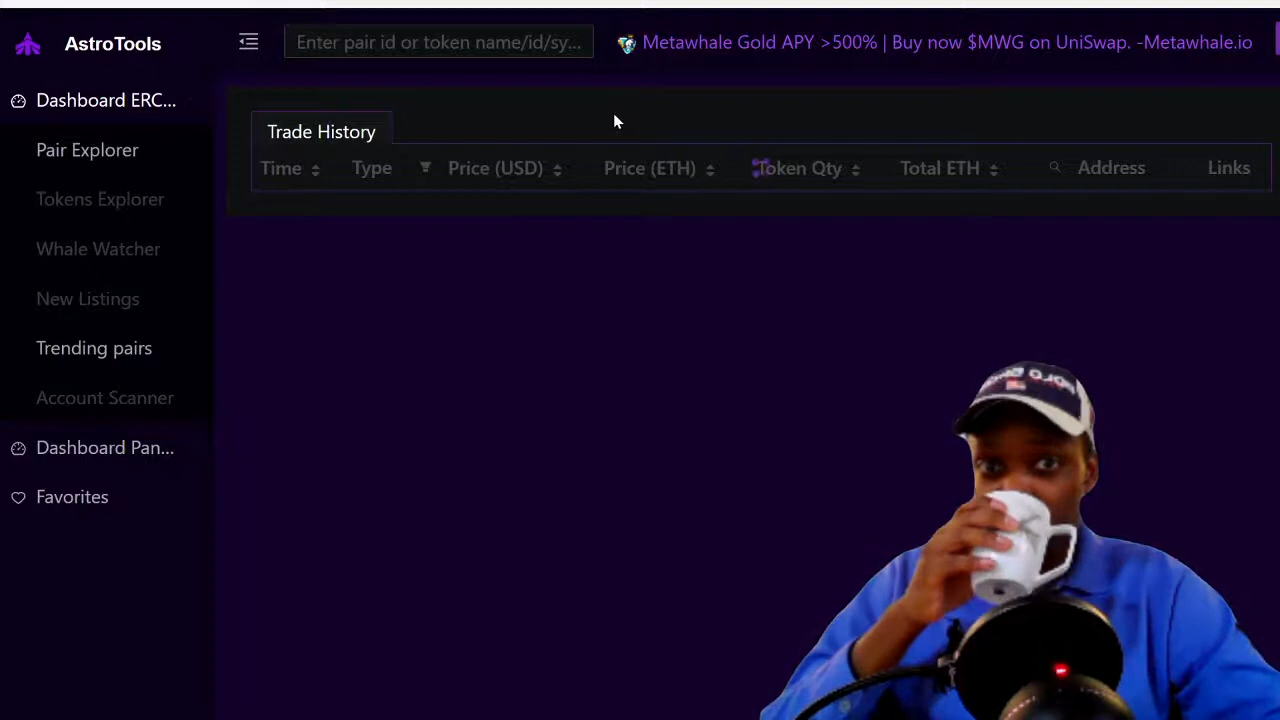 AstroTools
Enter pair id or token name/id/sy...
Metawhale Gold APY >500% | Buy now $MWG on UniSwap. -Metawhale.io
Dashboard ERC...
Pair Explorer
Tokens Explorer
Whale Watcher
New Listings
Trending pairs
Account Scanner
Dashboard Pan...
Favorites
Trade History
Time Type Price (USD) Price (ETH) Token Qty Total ETH Address Links